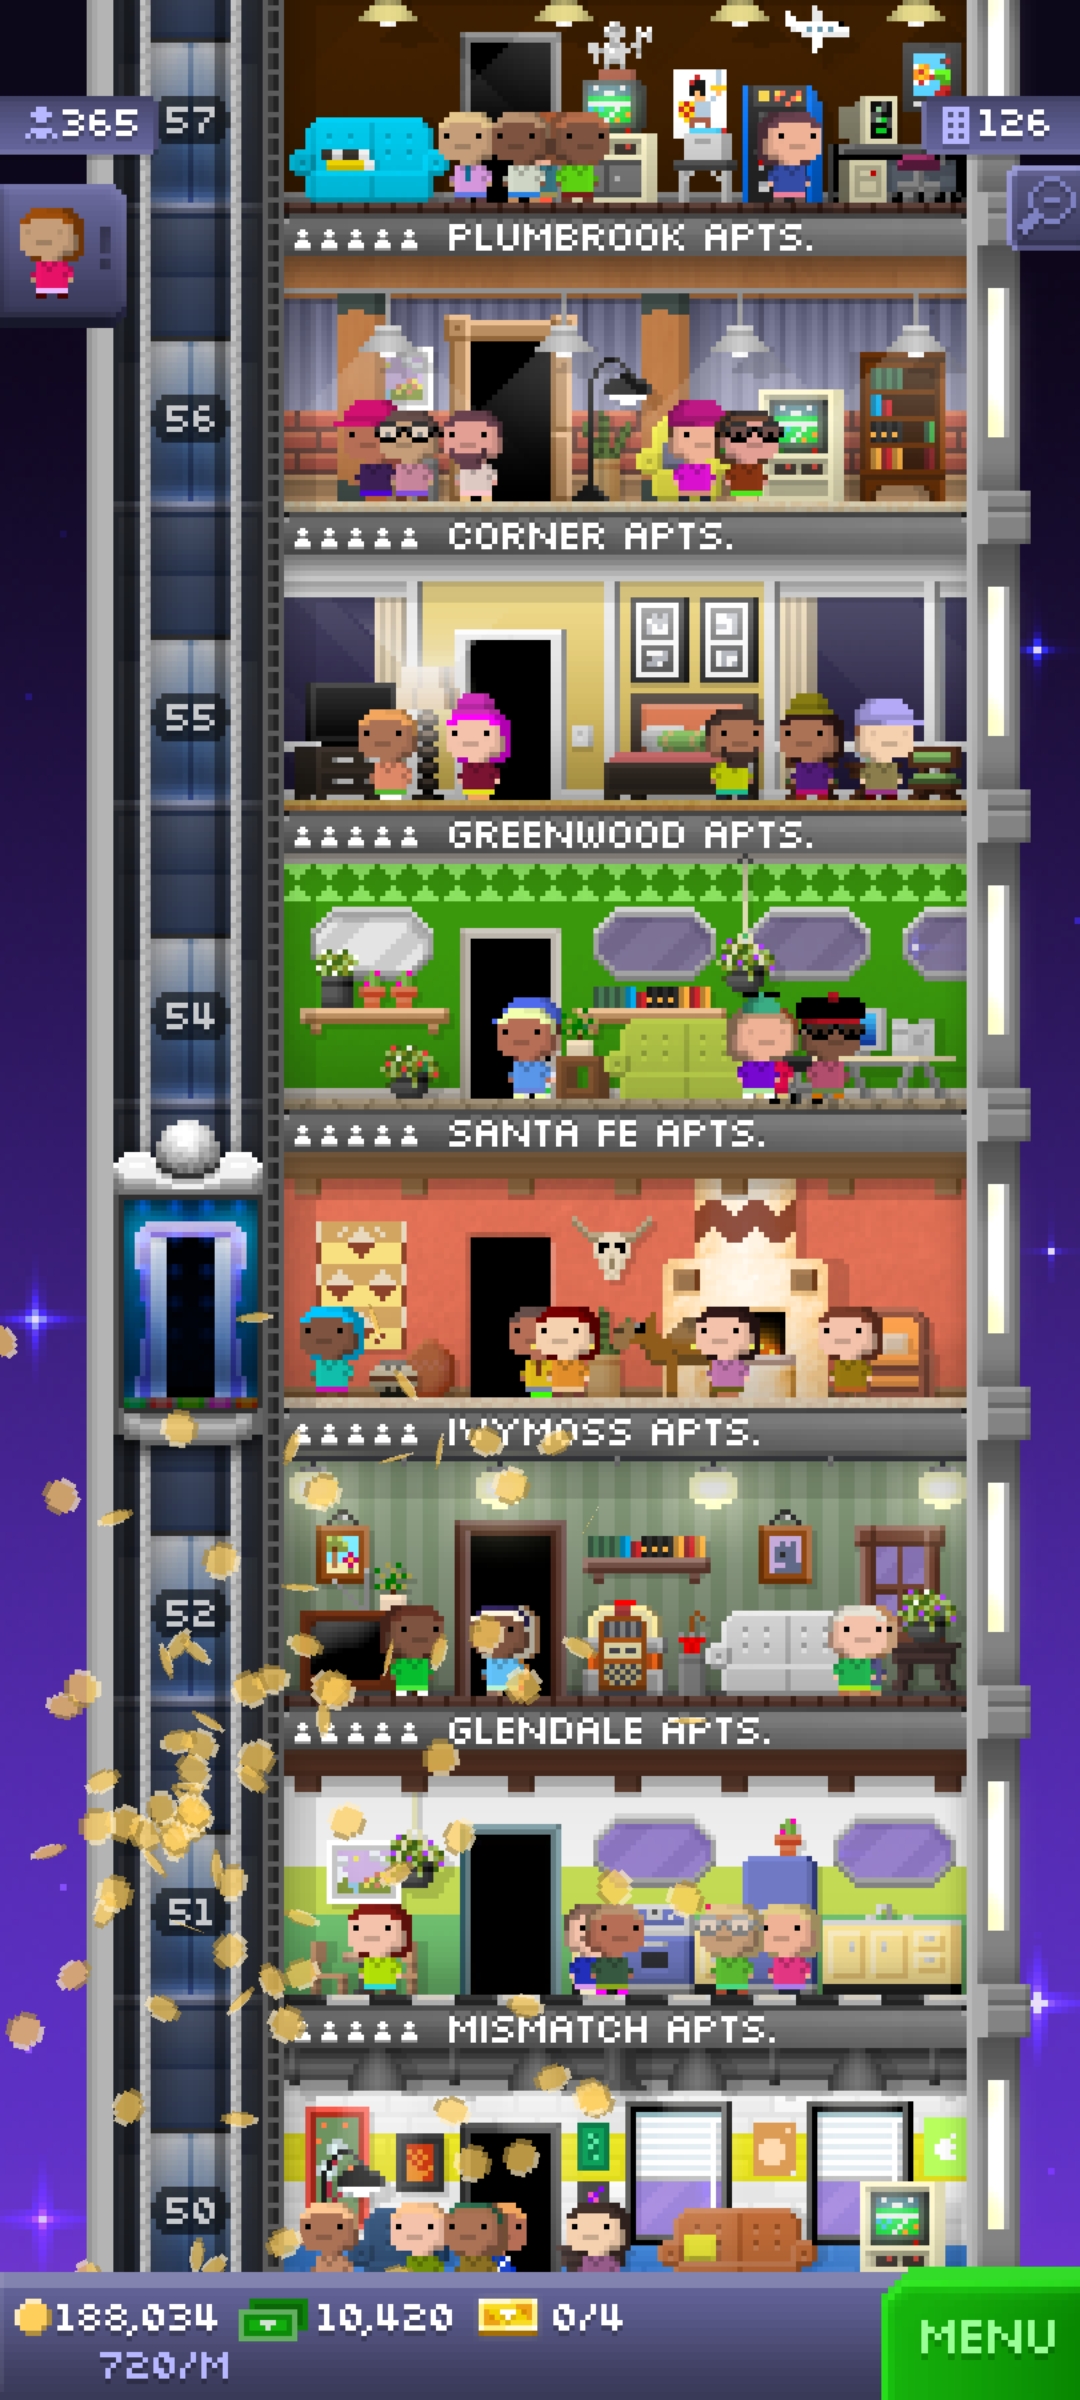 365
57
126
!
PLUMBROOK APTS.
56
CORNER APTS.
55
GREENWOOD APTS.
54
SANTA FE APTS.
IVYMOSS APTS.
52
GLENDALE APTS.
51
MISMATCH APTS.
50
188,034 10,420 0/4
720/M
MENU